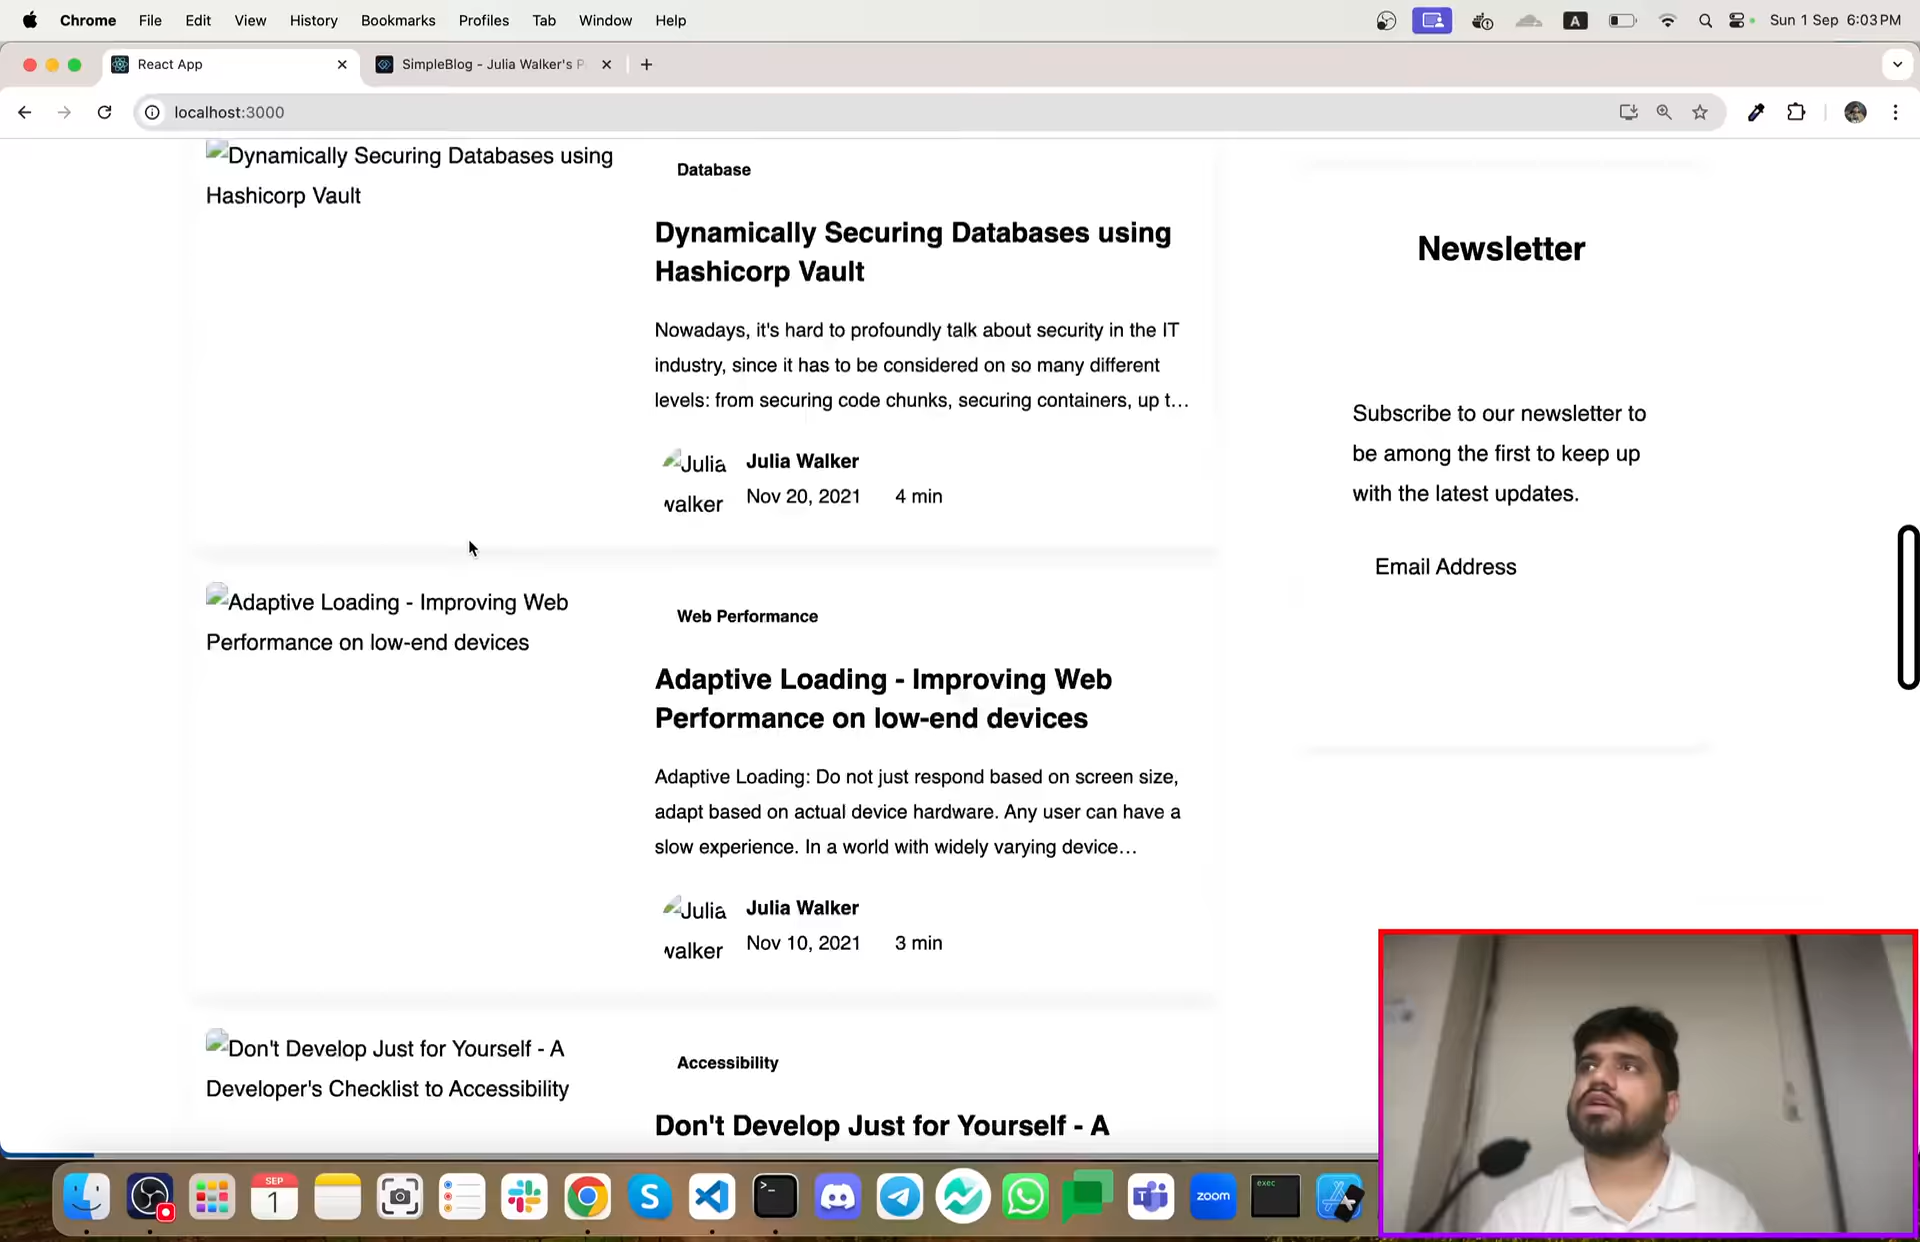 Chrome File Edit View History Bookmarks Profiles Tab Window Help
A
Sun 1 Sep 6:03 PM
React App
SimpleBlog - Julia Walker's P
localhost:3000
Dynamically Securing Databases using
Hashicorp Vault
Database
Dynamically Securing Databases using
Hashicorp Vault
Nowadays, it's hard to profoundly talk about security in the IT
industry, since it has to be considered on so many different
levels: from securing code chunks, securing containers, up t…
Julia
walker
Julia Walker
Nov 20, 2021 4 min
Adaptive Loading - Improving Web
Performance on low-end devices
Web Performance
Adaptive Loading - Improving Web
Performance on low-end devices
Adaptive Loading: Do not just respond based on screen size,
adapt based on actual device hardware. Any user can have a
slow experience. In a world with widely varying device…
Julia
walker
Julia Walker
Nov 10, 2021 3 min
Don't Develop Just for Yourself - A
Developer's Checklist to Accessibility
Accessibility
Don't Develop Just for Yourself - A
Newsletter
Subscribe to our newsletter to
be among the first to keep up
with the latest updates.
Email Address
SEP
1
S
>_
T
zoom
exec